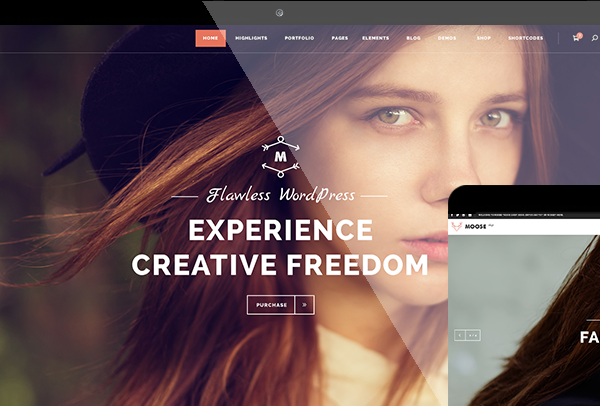 HOME HIGHLIGHTS PORTFOLIO PAGES ELEMENTS BLOG DEMOS SHOP SHORTCODES
M
Flawless WordPress
EXPERIENCE
CREATIVE FREEDOM
PURCHASE
MOOSE
FA